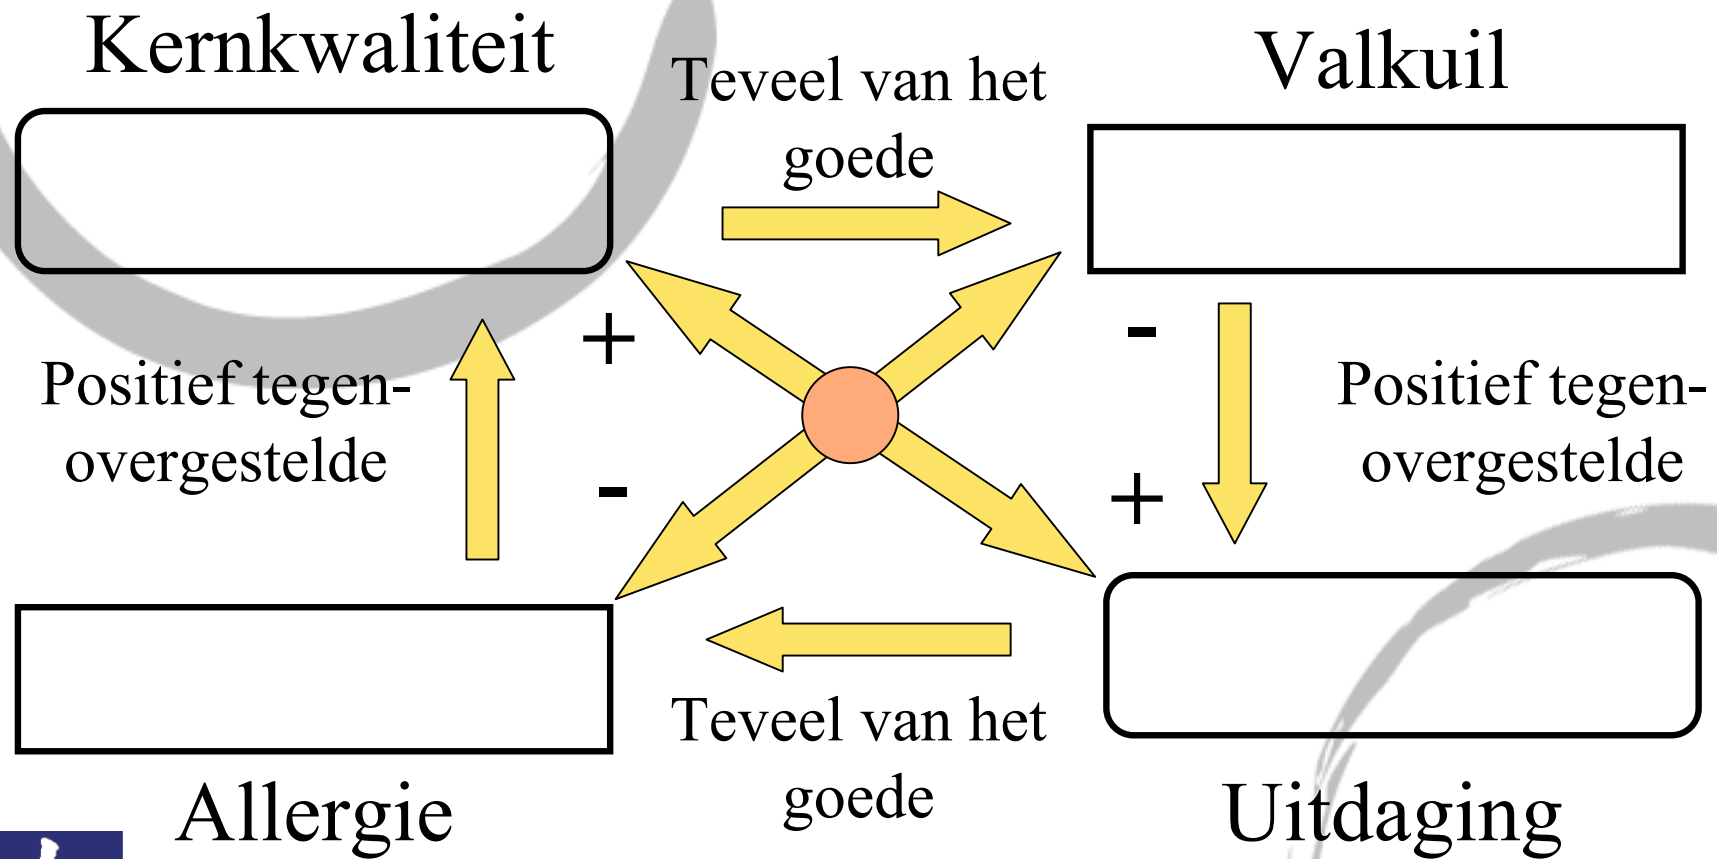 Kernkwaliteit
Teveel van het
goede
Valkuil
+
-
Positief tegen-
overgestelde
Positief tegen-
overgestelde
-
+
Teveel van het
goede
Allergie
Uitdaging